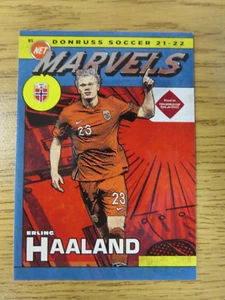 DONRUSS SOCCER 21-22
NET
MARVELS
23
23
ERLING
HAALAND